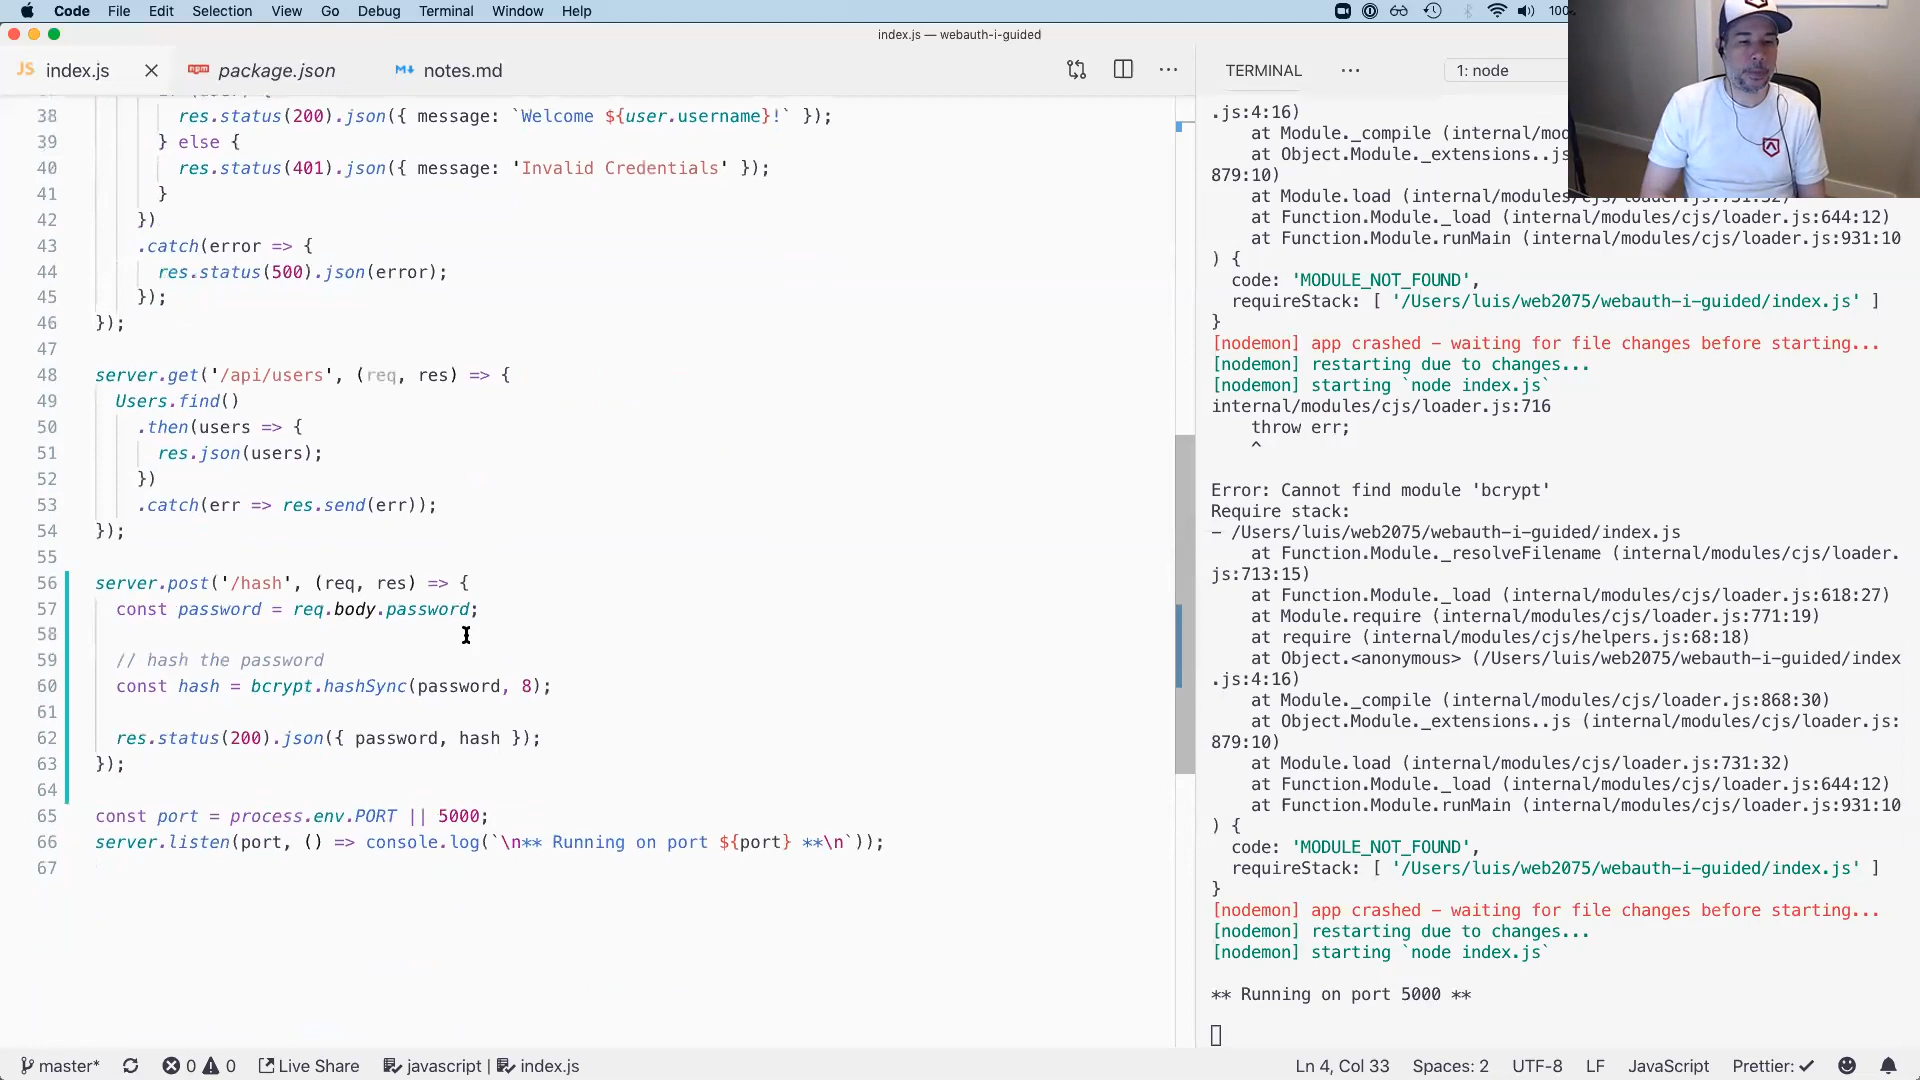 Code File Edit Selection View Go Debug Terminal Window Help
100
index.js — webauth-i-guided
JS index.js
package.json
notes.md
TERMINAL
1: node
38 res.status(200).json({ message: `Welcome ${user.username}!` });
39 } else {
40 res.status(401).json({ message: 'Invalid Credentials' });
41 }
42 })
43 .catch(error => {
44 res.status(500).json(error);
45 });
46 });
47
48 server.get('/api/users', (req, res) => {
49 Users.find()
50 .then(users => {
51 res.json(users);
52 })
53 .catch(err => res.send(err));
54 });
55
56 server.post('/hash', (req, res) => {
57 const password = req.body.password;
58
59 // hash the password
60 const hash = bcrypt.hashSync(password, 8);
61
62 res.status(200).json({ password, hash });
63 });
64
65 const port = process.env.PORT || 5000;
66 server.listen(port, () => console.log(`\n** Running on port ${port} **\n`));
67
.js:4:16)
at Module._compile (internal/mod
at Object.Module._extensions..js
879:10)
at Module.load (internal/modules/cjs/loader.js:731:32)
at Function.Module._load (internal/modules/cjs/loader.js:644:12)
at Function.Module.runMain (internal/modules/cjs/loader.js:931:10
) {
code: 'MODULE_NOT_FOUND',
requireStack: [ '/Users/luis/web2075/webauth-i-guided/index.js' ]
}
[nodemon] app crashed - waiting for file changes before starting...
[nodemon] restarting due to changes...
[nodemon] starting `node index.js`
internal/modules/cjs/loader.js:716
throw err;
^
Error: Cannot find module 'bcrypt'
Require stack:
- /Users/luis/web2075/webauth-i-guided/index.js
at Function.Module._resolveFilename (internal/modules/cjs/loader.
js:713:15)
at Function.Module._load (internal/modules/cjs/loader.js:618:27)
at Module.require (internal/modules/cjs/loader.js:771:19)
at require (internal/modules/cjs/helpers.js:68:18)
at Object.<anonymous> (/Users/luis/web2075/webauth-i-guided/index
.js:4:16)
at Module._compile (internal/modules/cjs/loader.js:868:30)
at Object.Module._extensions..js (internal/modules/cjs/loader.js:
879:10)
at Module.load (internal/modules/cjs/loader.js:731:32)
at Function.Module._load (internal/modules/cjs/loader.js:644:12)
at Function.Module.runMain (internal/modules/cjs/loader.js:931:10
) {
code: 'MODULE_NOT_FOUND',
requireStack: [ '/Users/luis/web2075/webauth-i-guided/index.js' ]
}
[nodemon] app crashed - waiting for file changes before starting...
[nodemon] restarting due to changes...
[nodemon] starting `node index.js`
** Running on port 5000 **
master* 0 0 Live Share javascript | index.js Ln 4, Col 33 Spaces: 2 UTF-8 LF JavaScript Prettier: ✓